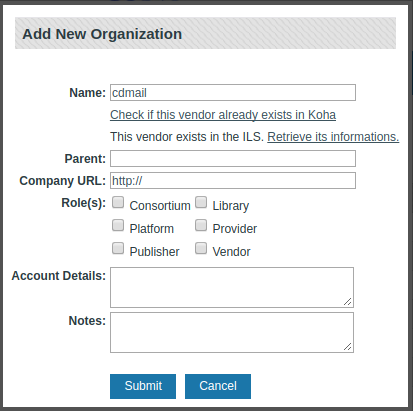 Add New Organization
Name: cdmail
Check if this vendor already exists in Koha
This vendor exists in the ILS. Retrieve its informations.
Parent:
Company URL: http://
Role(s): Consortium Library
Platform Provider
Publisher Vendor
Account Details:
Notes:
Submit Cancel